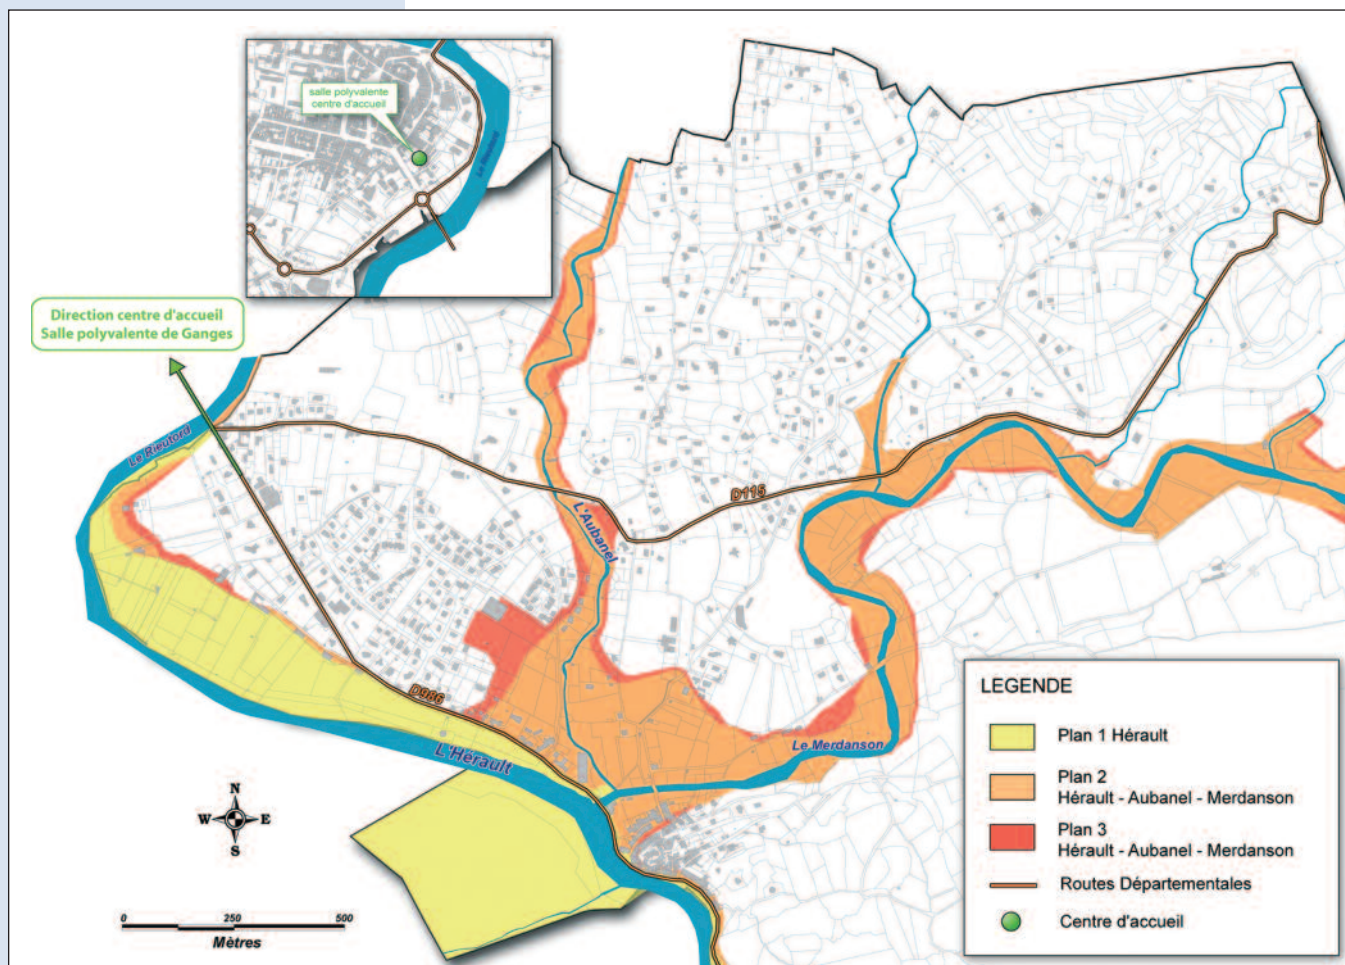 salle polyvalente
centre d'accueil
Le Rieutord
Direction centre d'accueil
Salle polyvalente de Ganges
Le Rieutord
L'Aubanel
D115
D986
L'Hérault
Le Merdanson
N
W
E
S
0
250
500
Mètres
LEGENDE
Plan 1 Hérault
Plan 2
Hérault - Aubanel - Merdanson
Plan 3
Hérault - Aubanel - Merdanson
Routes Départementales
Centre d'accueil